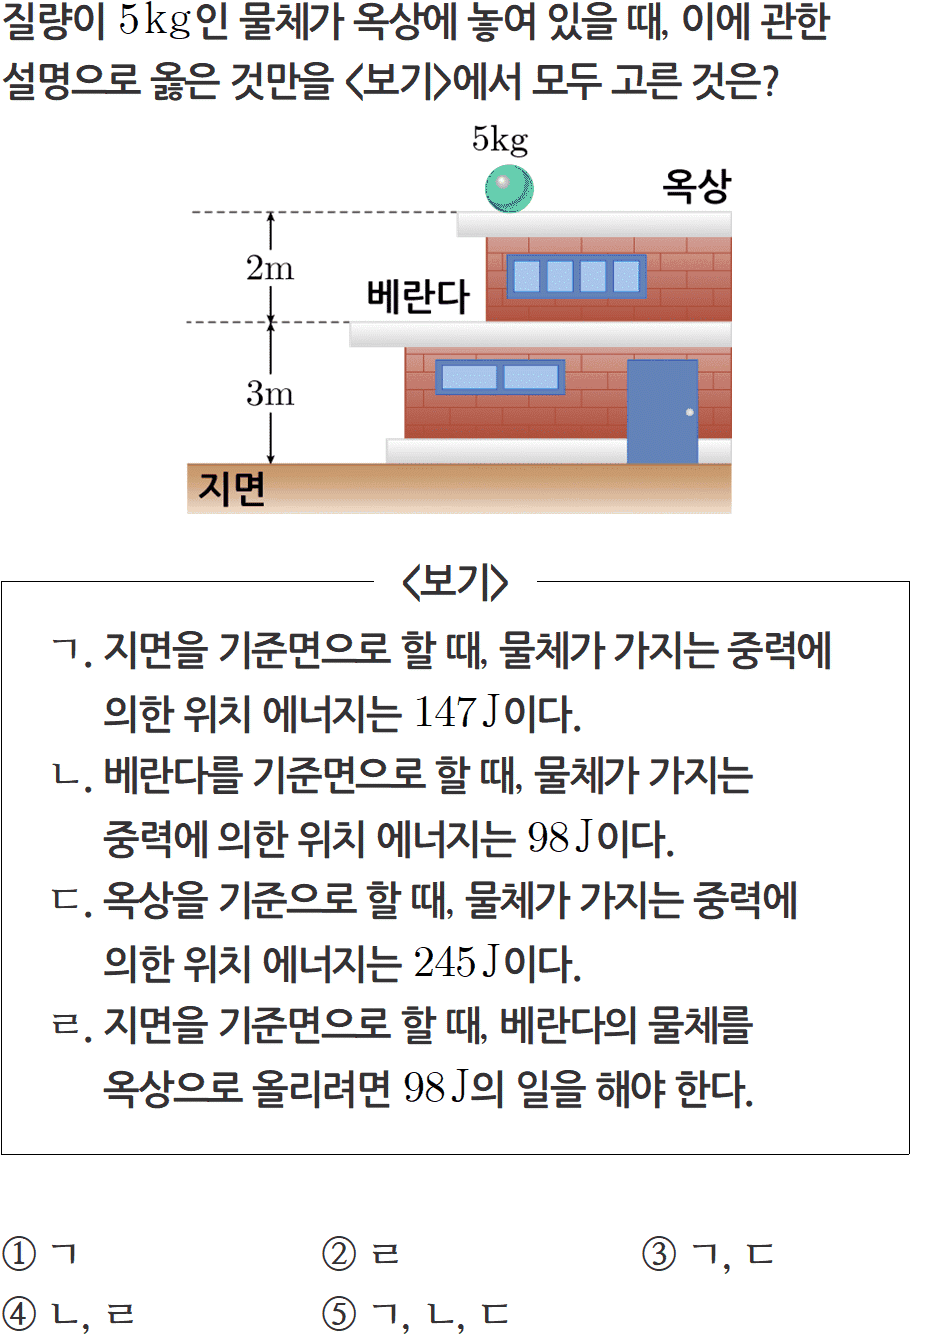 질량이 5kg인 물체가 옥상에 놓여 있을 때, 이에 관한
설명으로 옳은 것만을 <보기>에서 모두 고른 것은?
5kg
옥상
2m
베란다
3m
지면
<보기>
ㄱ. 지면을 기준면으로 할 때, 물체가 가지는 중력에
의한 위치 에너지는 147J이다.
ㄴ. 베란다를 기준면으로 할 때, 물체가 가지는
중력에 의한 위치 에너지는 98J이다.
ㄷ. 옥상을 기준으로 할 때, 물체가 가지는 중력에
의한 위치 에너지는 245J이다.
ㄹ. 지면을 기준면으로 할 때, 베란다의 물체를
옥상으로 올리려면 98J의 일을 해야 한다.
① ㄱ ② ㄹ ③ ㄱ, ㄷ
④ ㄴ, ㄹ ⑤ ㄱ, ㄴ, ㄷ